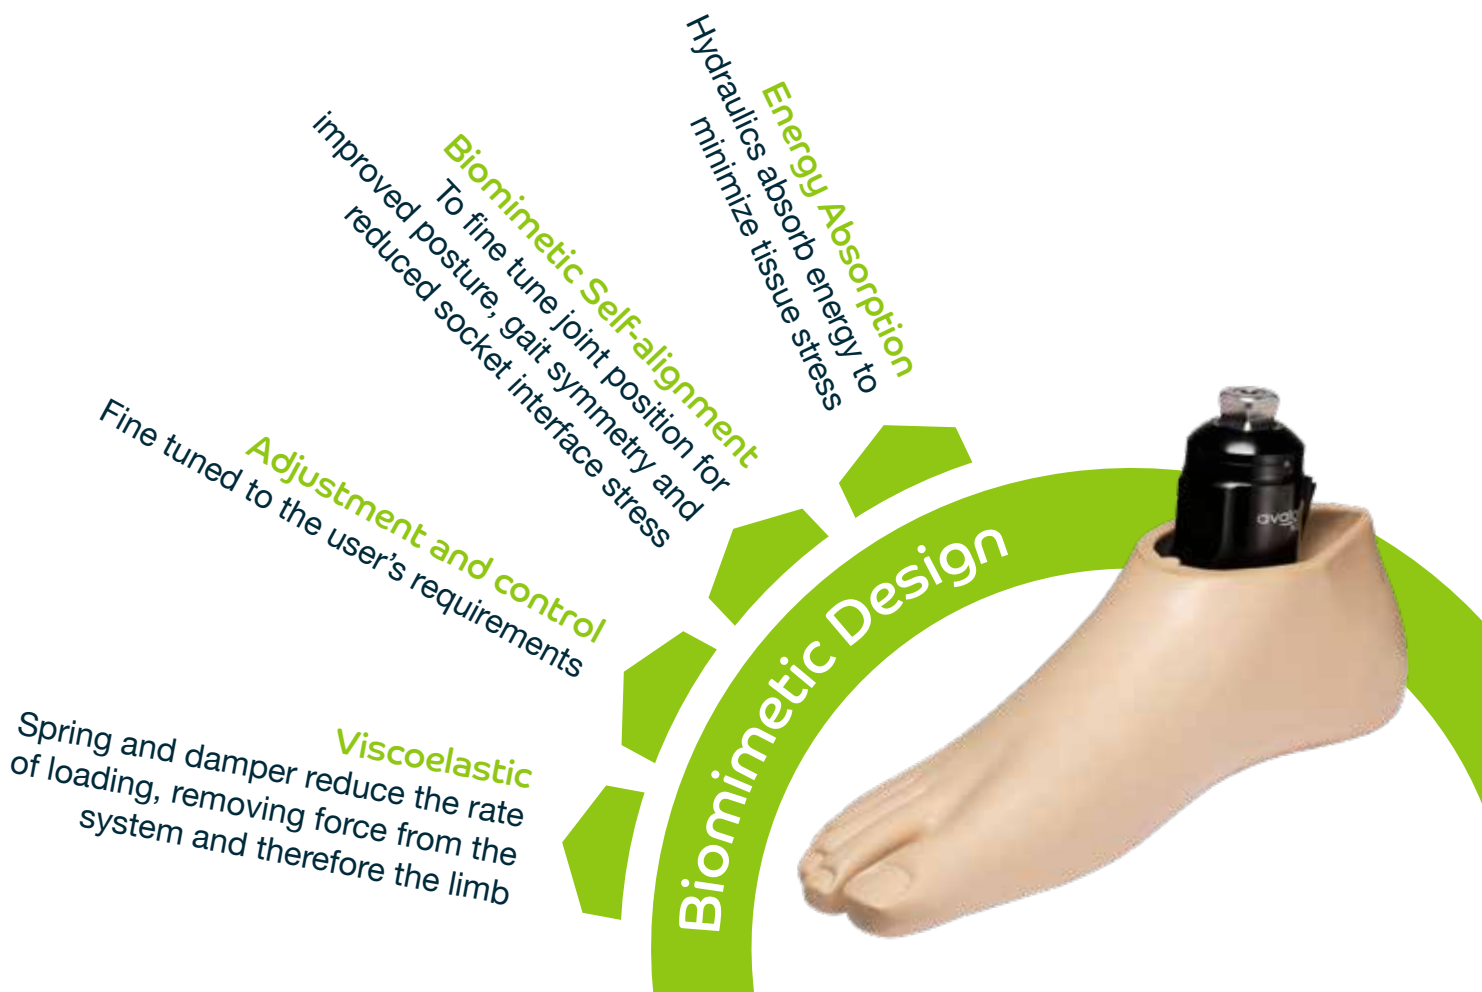 Energy Absorption
Hydraulics absorb energy to
minimize tissue stress
Biomimetic Self-alignment
To fine tune joint position for
improved posture, gait symmetry and
reduced socket interface stress
Adjustment and control
Fine tuned to the user's requirements
Viscoelastic
Spring and damper reduce the rate
of loading, removing force from the
system and therefore the limb
Biomimetic Design